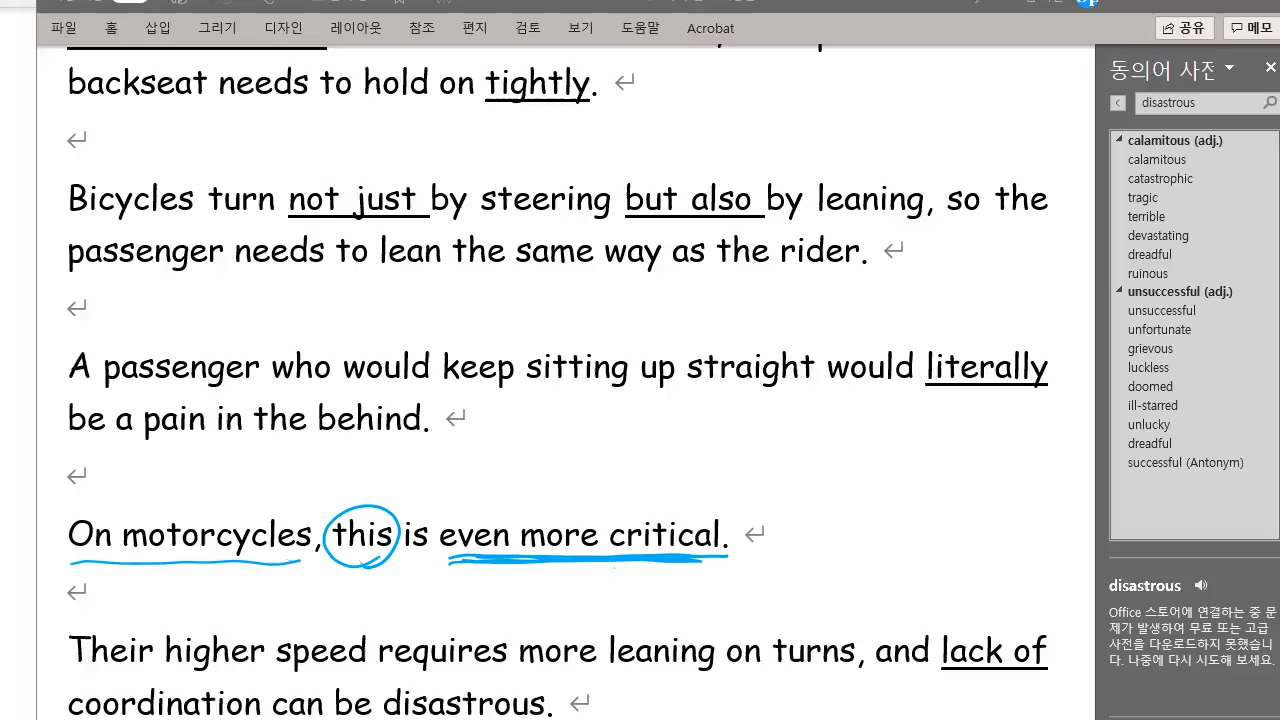 파일 홈 삽입 그리기 디자인 레이아웃 참조 편지 검토 보기 도움말 Acrobat 공유 메모
backseat needs to hold on tightly.
Bicycles turn not just by steering but also by leaning, so the
passenger needs to lean the same way as the rider.
A passenger who would keep sitting up straight would literally
be a pain in the behind.
On motorcycles, this is even more critical.
Their higher speed requires more leaning on turns, and lack of
coordination can be disastrous.
동의어 사전
disastrous
calamitous (adj.)
calamitous
catastrophic
tragic
terrible
devastating
dreadful
ruinous
unsuccessful (adj.)
unsuccessful
unfortunate
grievous
luckless
doomed
ill-starred
unlucky
dreadful
successful (Antonym)
disastrous
Office 스토어에 연결하는 중 문
제가 발생하여 무료 또는 고급
사전을 다운로드하지 못했습니
다. 나중에 다시 시도해 보세요.